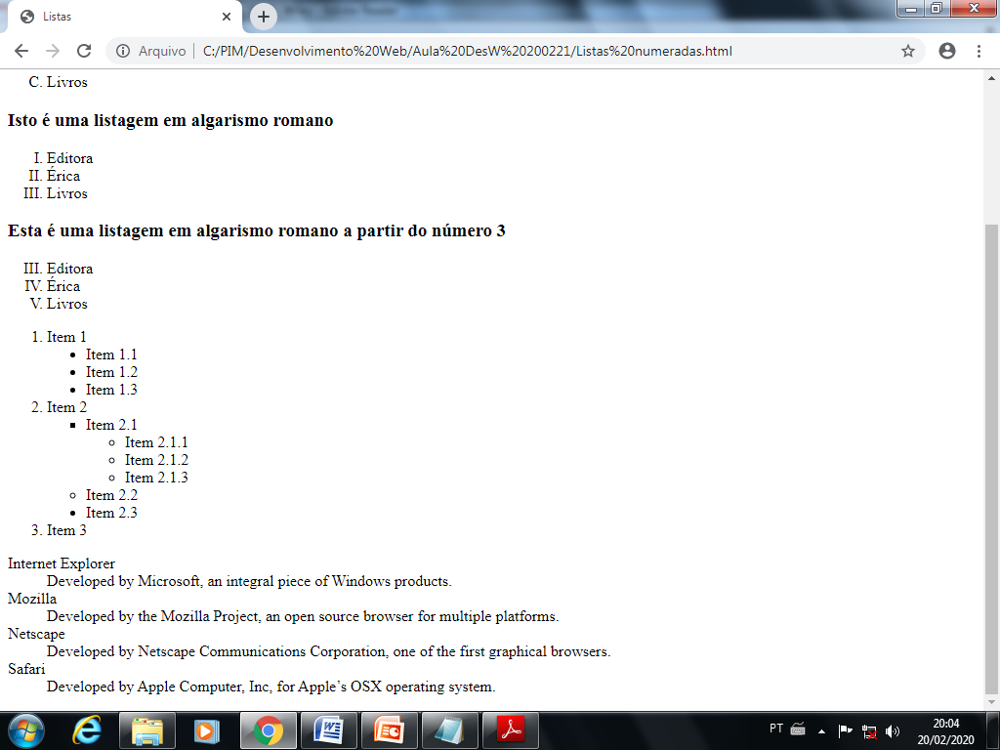 Listas
Arquivo
C:/PIM/Desenvolvimento%20Web/Aula%20DesW%20200221/Listas%20numeradas.html
C. Livros
Isto é uma listagem em algarismo romano
I. Editora
II. Érica
III. Livros
Esta é uma listagem em algarismo romano a partir do número 3
III. Editora
IV. Érica
V. Livros
1. Item 1
• Item 1.1
• Item 1.2
• Item 1.3
2. Item 2
▪ Item 2.1
◦ Item 2.1.1
◦ Item 2.1.2
◦ Item 2.1.3
◦ Item 2.2
• Item 2.3
3. Item 3
Internet Explorer
Developed by Microsoft, an integral piece of Windows products.
Mozilla
Developed by the Mozilla Project, an open source browser for multiple platforms.
Netscape
Developed by Netscape Communications Corporation, one of the first graphical browsers.
Safari
Developed by Apple Computer, Inc, for Apple’s OSX operating system.
PT
20:04
20/02/2020